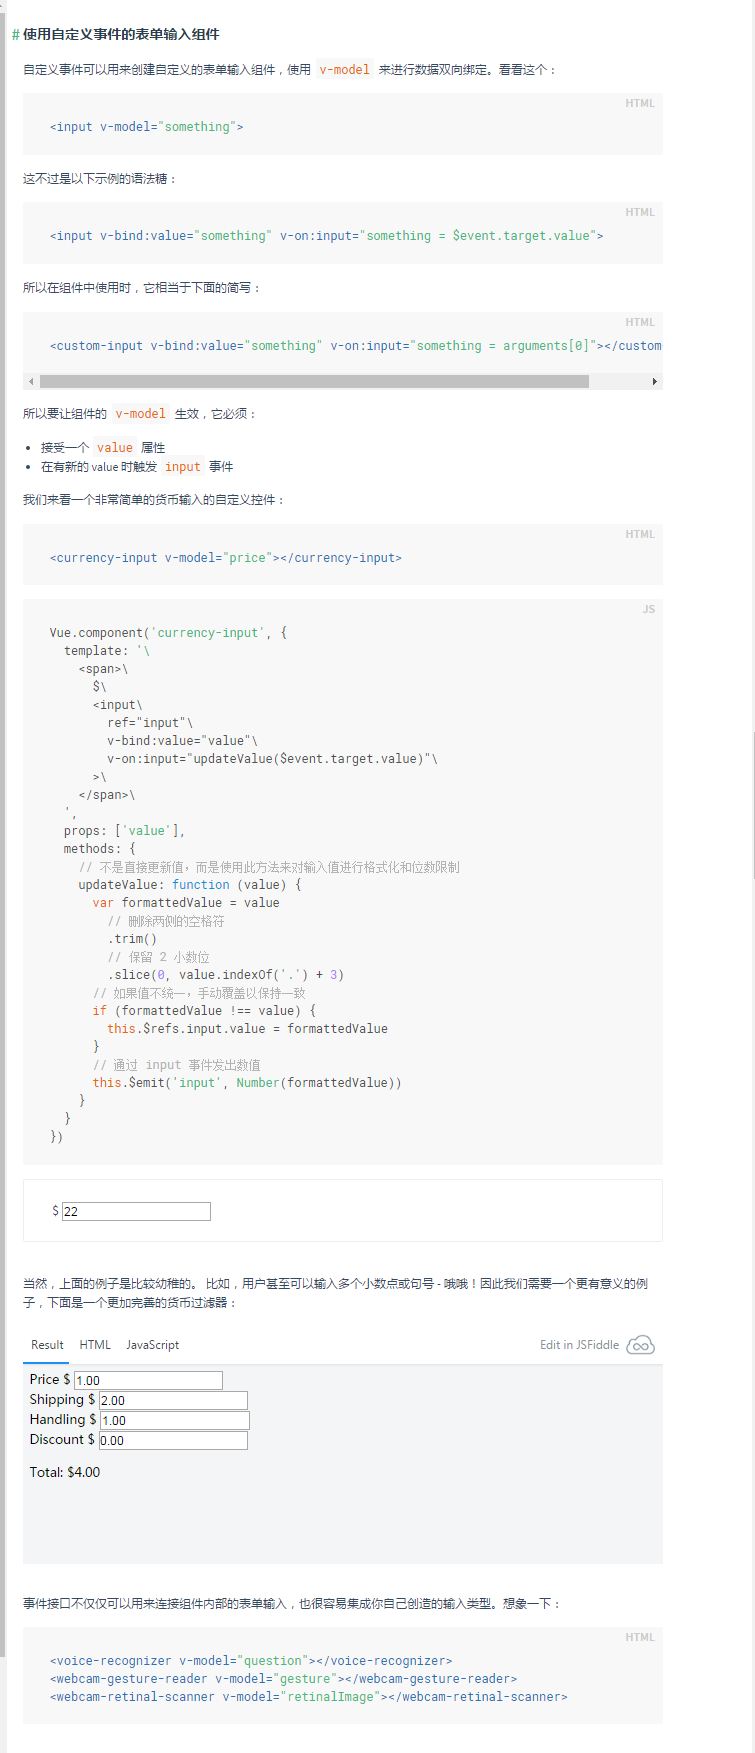 # 使用自定义事件的表单输入组件
自定义事件可以用来创建自定义的表单输入组件，使用 v-model 来进行数据双向绑定。看看这个：
HTML
<input v-model="something">
这不过是以下示例的语法糖：
HTML
<input v-bind:value="something" v-on:input="something = $event.target.value">
所以在组件中使用时，它相当于下面的简写：
HTML
<custom-input v-bind:value="something" v-on:input="something = arguments[0]"></custom
所以要让组件的 v-model 生效，它必须：
• 接受一个 value 属性
• 在有新的 value 时触发 input 事件
我们来看一个非常简单的货币输入的自定义控件：
HTML
<currency-input v-model="price"></currency-input>
JS
Vue.component('currency-input', {
  template: '\
    <span>\
      $\
      <input\
        ref="input"\
        v-bind:value="value"\
        v-on:input="updateValue($event.target.value)"\
      >\
    </span>\
  ',
  props: ['value'],
  methods: {
    // 不是直接更新值，而是使用此方法来对输入值进行格式化和位数限制
    updateValue: function (value) {
      var formattedValue = value
        // 删除两侧的空格符
        .trim()
        // 保留 2 小数位
        .slice(0, value.indexOf('.') + 3)
      // 如果值不统一，手动覆盖以保持一致
      if (formattedValue !== value) {
        this.$refs.input.value = formattedValue
      }
      // 通过 input 事件发出数值
      this.$emit('input', Number(formattedValue))
    }
  }
})
$ 22
当然，上面的例子是比较幼稚的。 比如，用户甚至可以输入多个小数点或句号 - 哦哦！因此我们需要一个更有意义的例
子，下面是一个更加完善的货币过滤器：
Result HTML JavaScript Edit in JSFiddle
Price $ 1.00
Shipping $ 2.00
Handling $ 1.00
Discount $ 0.00
Total: $4.00
事件接口不仅仅可以用来连接组件内部的表单输入，也很容易集成你自己创造的输入类型。想象一下：
HTML
<voice-recognizer v-model="question"></voice-recognizer>
<webcam-gesture-reader v-model="gesture"></webcam-gesture-reader>
<webcam-retinal-scanner v-model="retinalImage"></webcam-retinal-scanner>